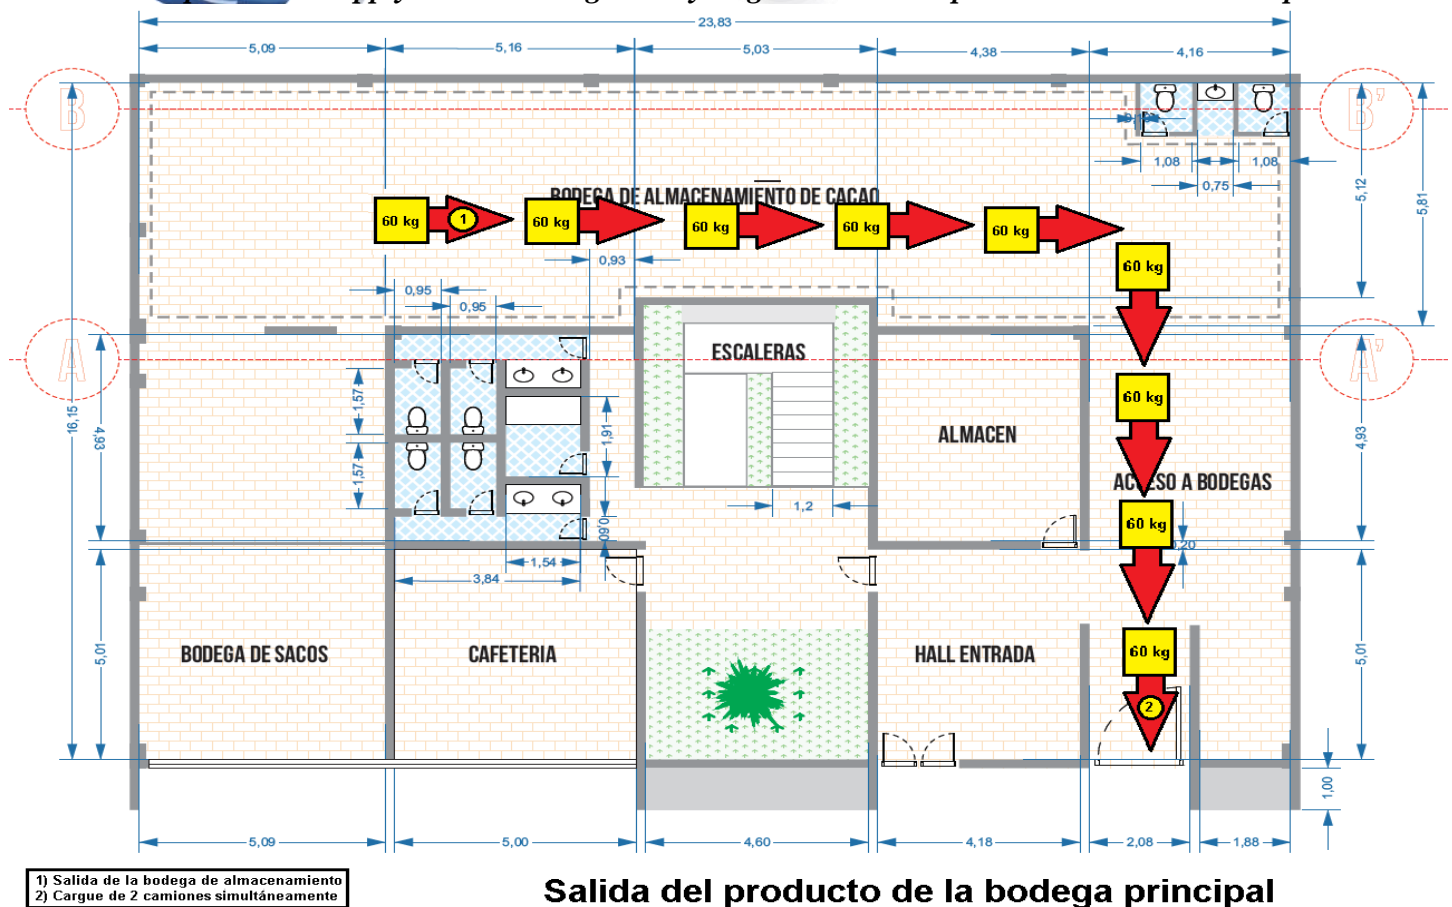 23,83
5,09
5,16
5,03
4,38
4,16
B
B'
1,08
1,08
0,75
5,12
5,81
BODEGA DE ALMACENAMIENTO DE CACAO
60 kg
1
60 kg
60 kg
60 kg
60 kg
60 kg
0,93
0,95
0,95
A
ESCALERAS
A'
1,57
60 kg
16,15
4,93
1,91
ALMACEN
4,93
1,57
ACCESO A BODEGAS
1,2
60 kg
0,60
0,20
1,54
3,84
5,01
BODEGA DE SACOS
CAFETERIA
HALL ENTRADA
60 kg
5,01
2
1,00
5,09
5,00
4,60
4,18
2,08
1,88
1) Salida de la bodega de almacenamiento
2) Cargue de 2 camiones simultáneamente
Salida del producto de la bodega principal